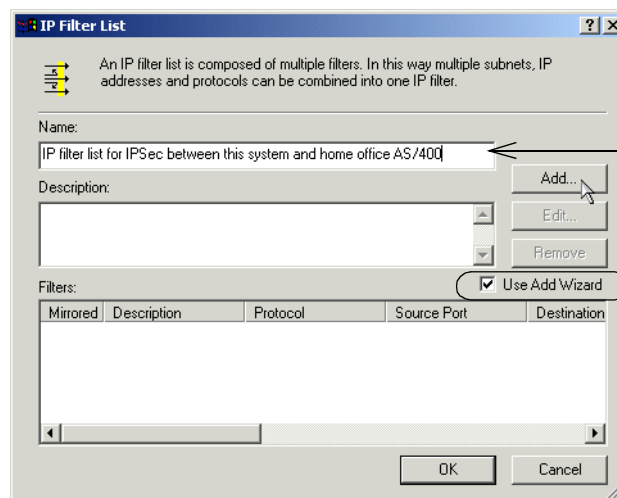 IP Filter List
An IP filter list is composed of multiple filters. In this way multiple subnets, IP
addresses and protocols can be combined into one IP filter.
Name:
IP filter list for IPSec between this system and home office AS/400
Add...
Description:
Edit...
Remove
Filters:
Use Add Wizard
Mirrored Description Protocol Source Port Destination
OK Cancel